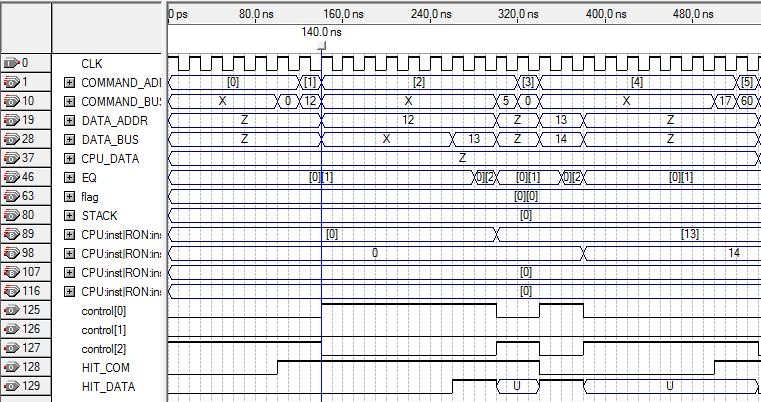 0 ps 80.0 ns 160.0 ns 240.0 ns 320.0 ns 400.0 ns 480.0 ns
140.0 ns
0 CLK
1 COMMAND_ADI [0] [1] [2] [3] [4] [5]
10 COMMAND_BU X 0 12 X 5 0 X 17 60
19 DATA_ADDR Z 12 Z 13 Z
28 DATA_BUS Z X 13 Z 14 Z
37 CPU_DATA Z
46 EQ [0][1] [0][2 [0][1] [0][2 [0][1]
63 flag [0][0]
80 STACK [0]
89 CPU:inst|RON:in: [0] [13]
98 CPU:inst|RON:in: 0 14
107 CPU:inst|RON:in: [0]
116 CPU:inst|RON:in: [0]
125 control[0]
126 control[1]
127 control[2]
128 HIT_COM
129 HIT_DATA U U